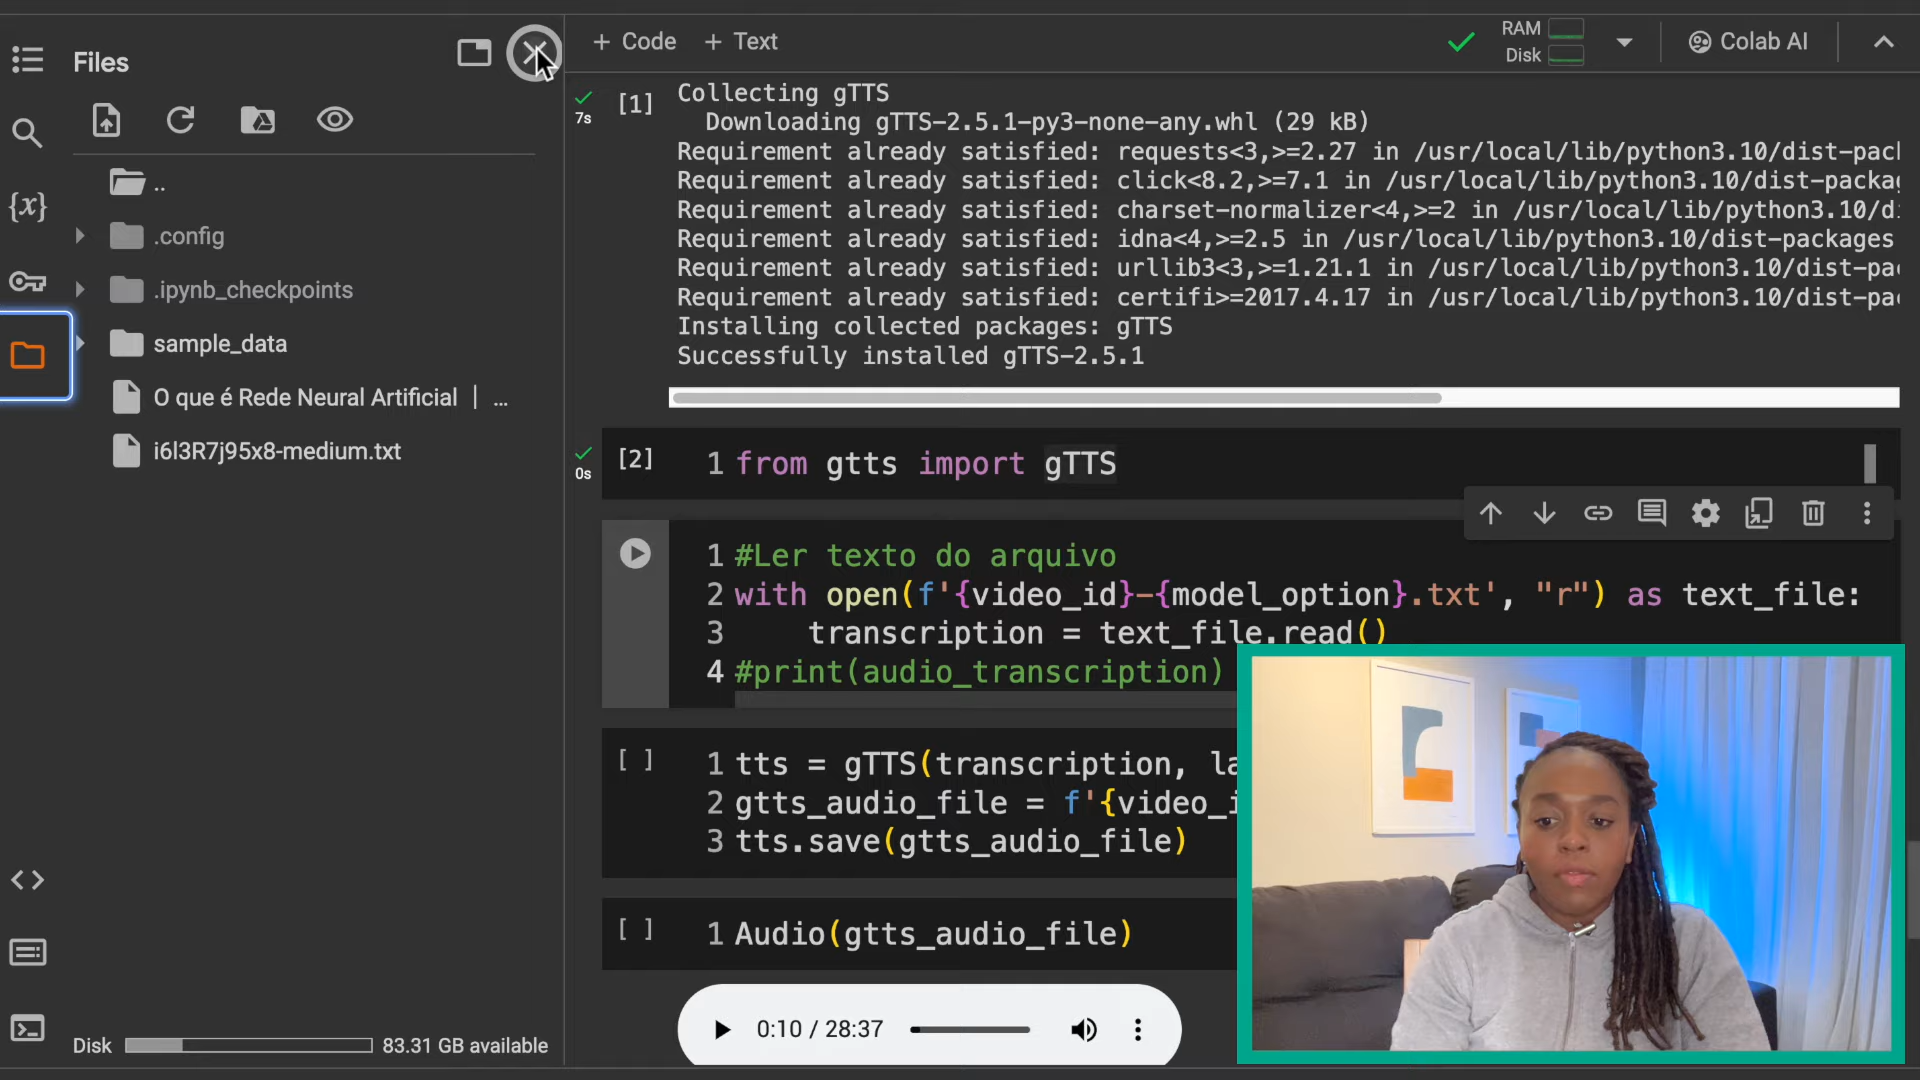 Files
..
.config
.ipynb_checkpoints
sample_data
O que é Rede Neural Artificial | ...
i6l3R7j95x8-medium.txt
Disk 83.31 GB available
{x}
+ Code + Text
RAM
Disk
Colab AI
7s
[1]
Collecting gTTS
Downloading gTTS-2.5.1-py3-none-any.whl (29 kB)
Requirement already satisfied: requests<3,>=2.27 in /usr/local/lib/python3.10/dist-pac
Requirement already satisfied: click<8.2,>=7.1 in /usr/local/lib/python3.10/dist-packa
Requirement already satisfied: charset-normalizer<4,>=2 in /usr/local/lib/python3.10/d
Requirement already satisfied: idna<4,>=2.5 in /usr/local/lib/python3.10/dist-packages
Requirement already satisfied: urllib3<3,>=1.21.1 in /usr/local/lib/python3.10/dist-pa
Requirement already satisfied: certifi>=2017.4.17 in /usr/local/lib/python3.10/dist-pa
Installing collected packages: gTTS
Successfully installed gTTS-2.5.1
0s
[2]
1 from gtts import gTTS
1 #Ler texto do arquivo
2 with open(f'{video_id}-{model_option}.txt', "r") as text_file:
3 transcription = text_file.read()
4 #print(audio_transcription)
[ ]
1 tts = gTTS(transcription, la
2 gtts_audio_file = f'{video_i
3 tts.save(gtts_audio_file)
[ ]
1 Audio(gtts_audio_file)
0:10 / 28:37